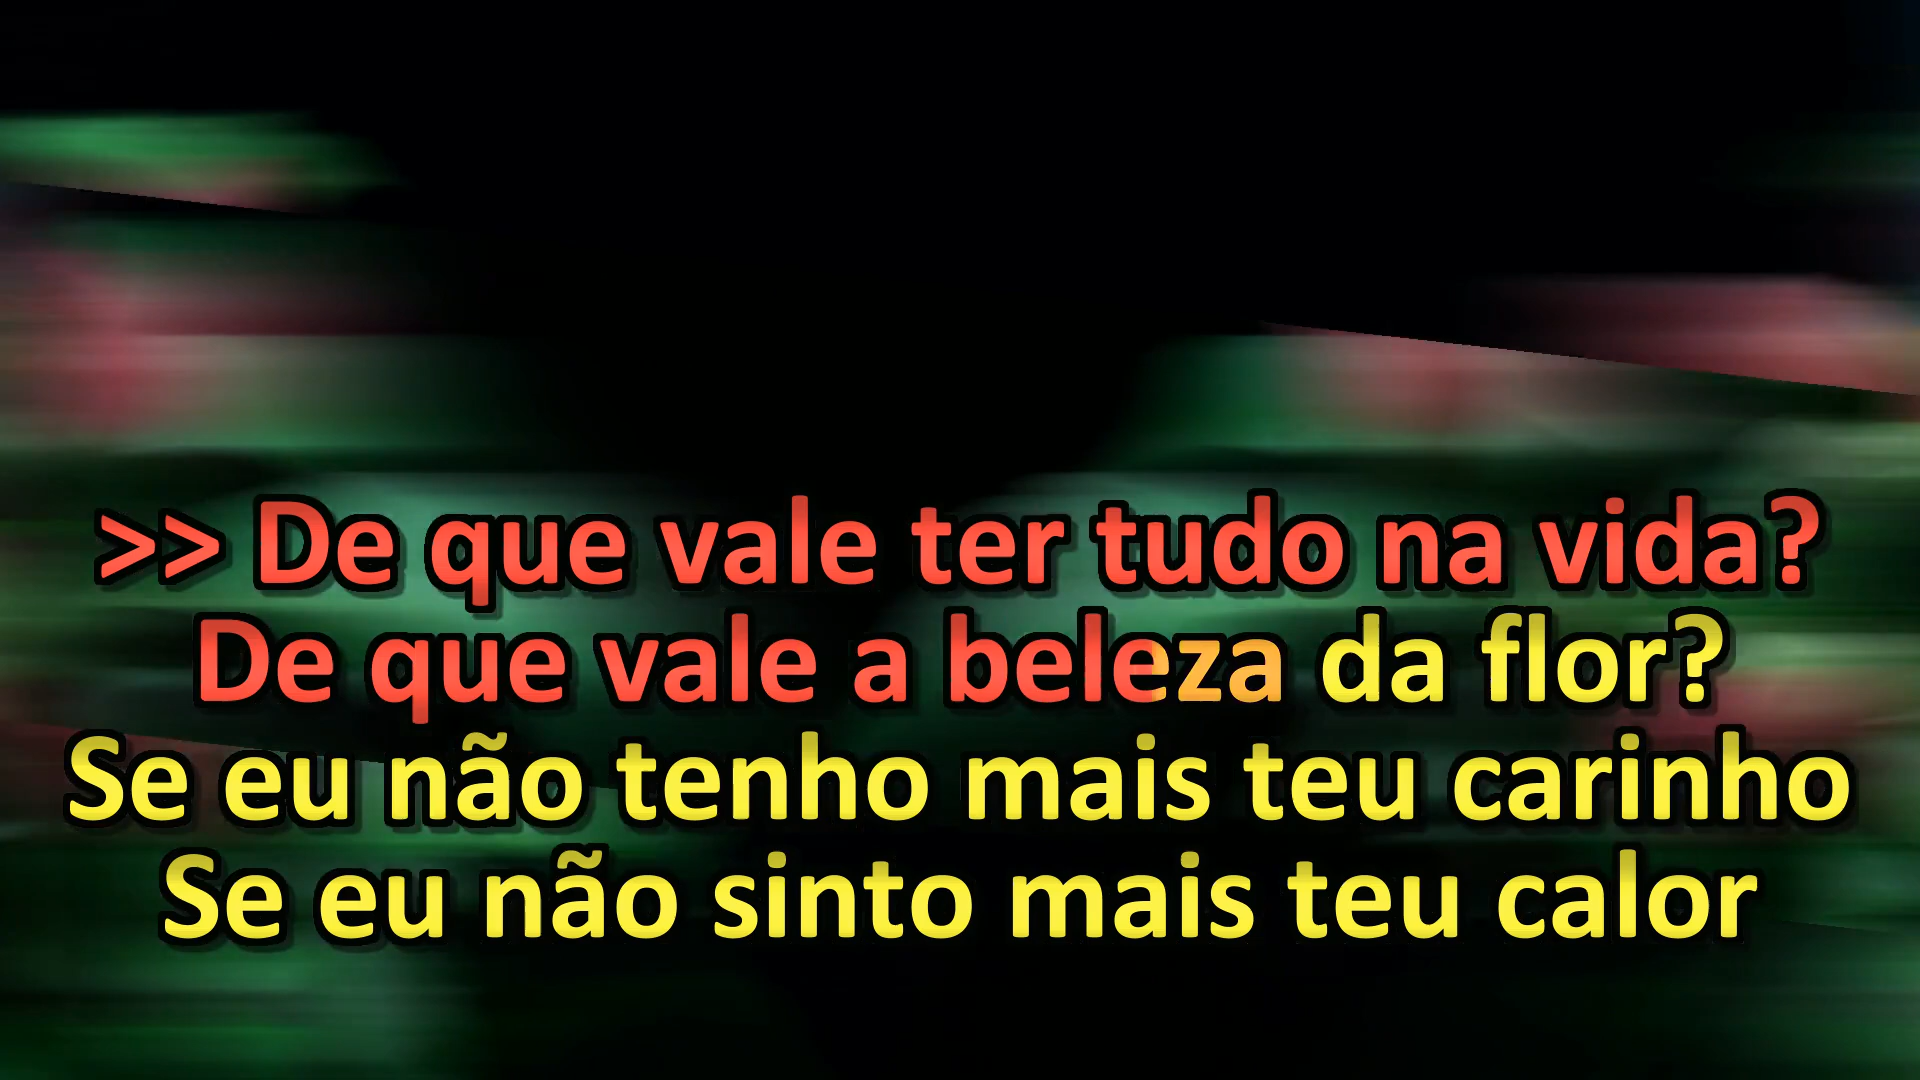 >> De que vale ter tudo na vida?
De que vale a beleza da flor?
Se eu não tenho mais teu carinho
Se eu não sinto mais teu calor